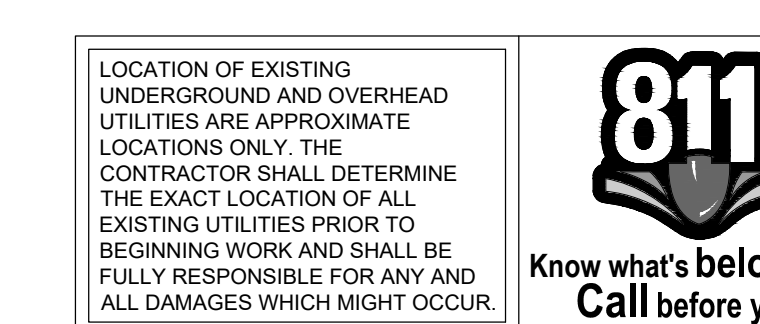 LOCATION OF EXISTING
UNDERGROUND AND OVERHEAD
UTILITIES ARE APPROXIMATE
LOCATIONS ONLY. THE
CONTRACTOR SHALL DETERMINE
THE EXACT LOCATION OF ALL
EXISTING UTILITIES PRIOR TO
BEGINNING WORK AND SHALL BE
FULLY RESPONSIBLE FOR ANY AND
ALL DAMAGES WHICH MIGHT OCCUR.
811
Know what's
Call before